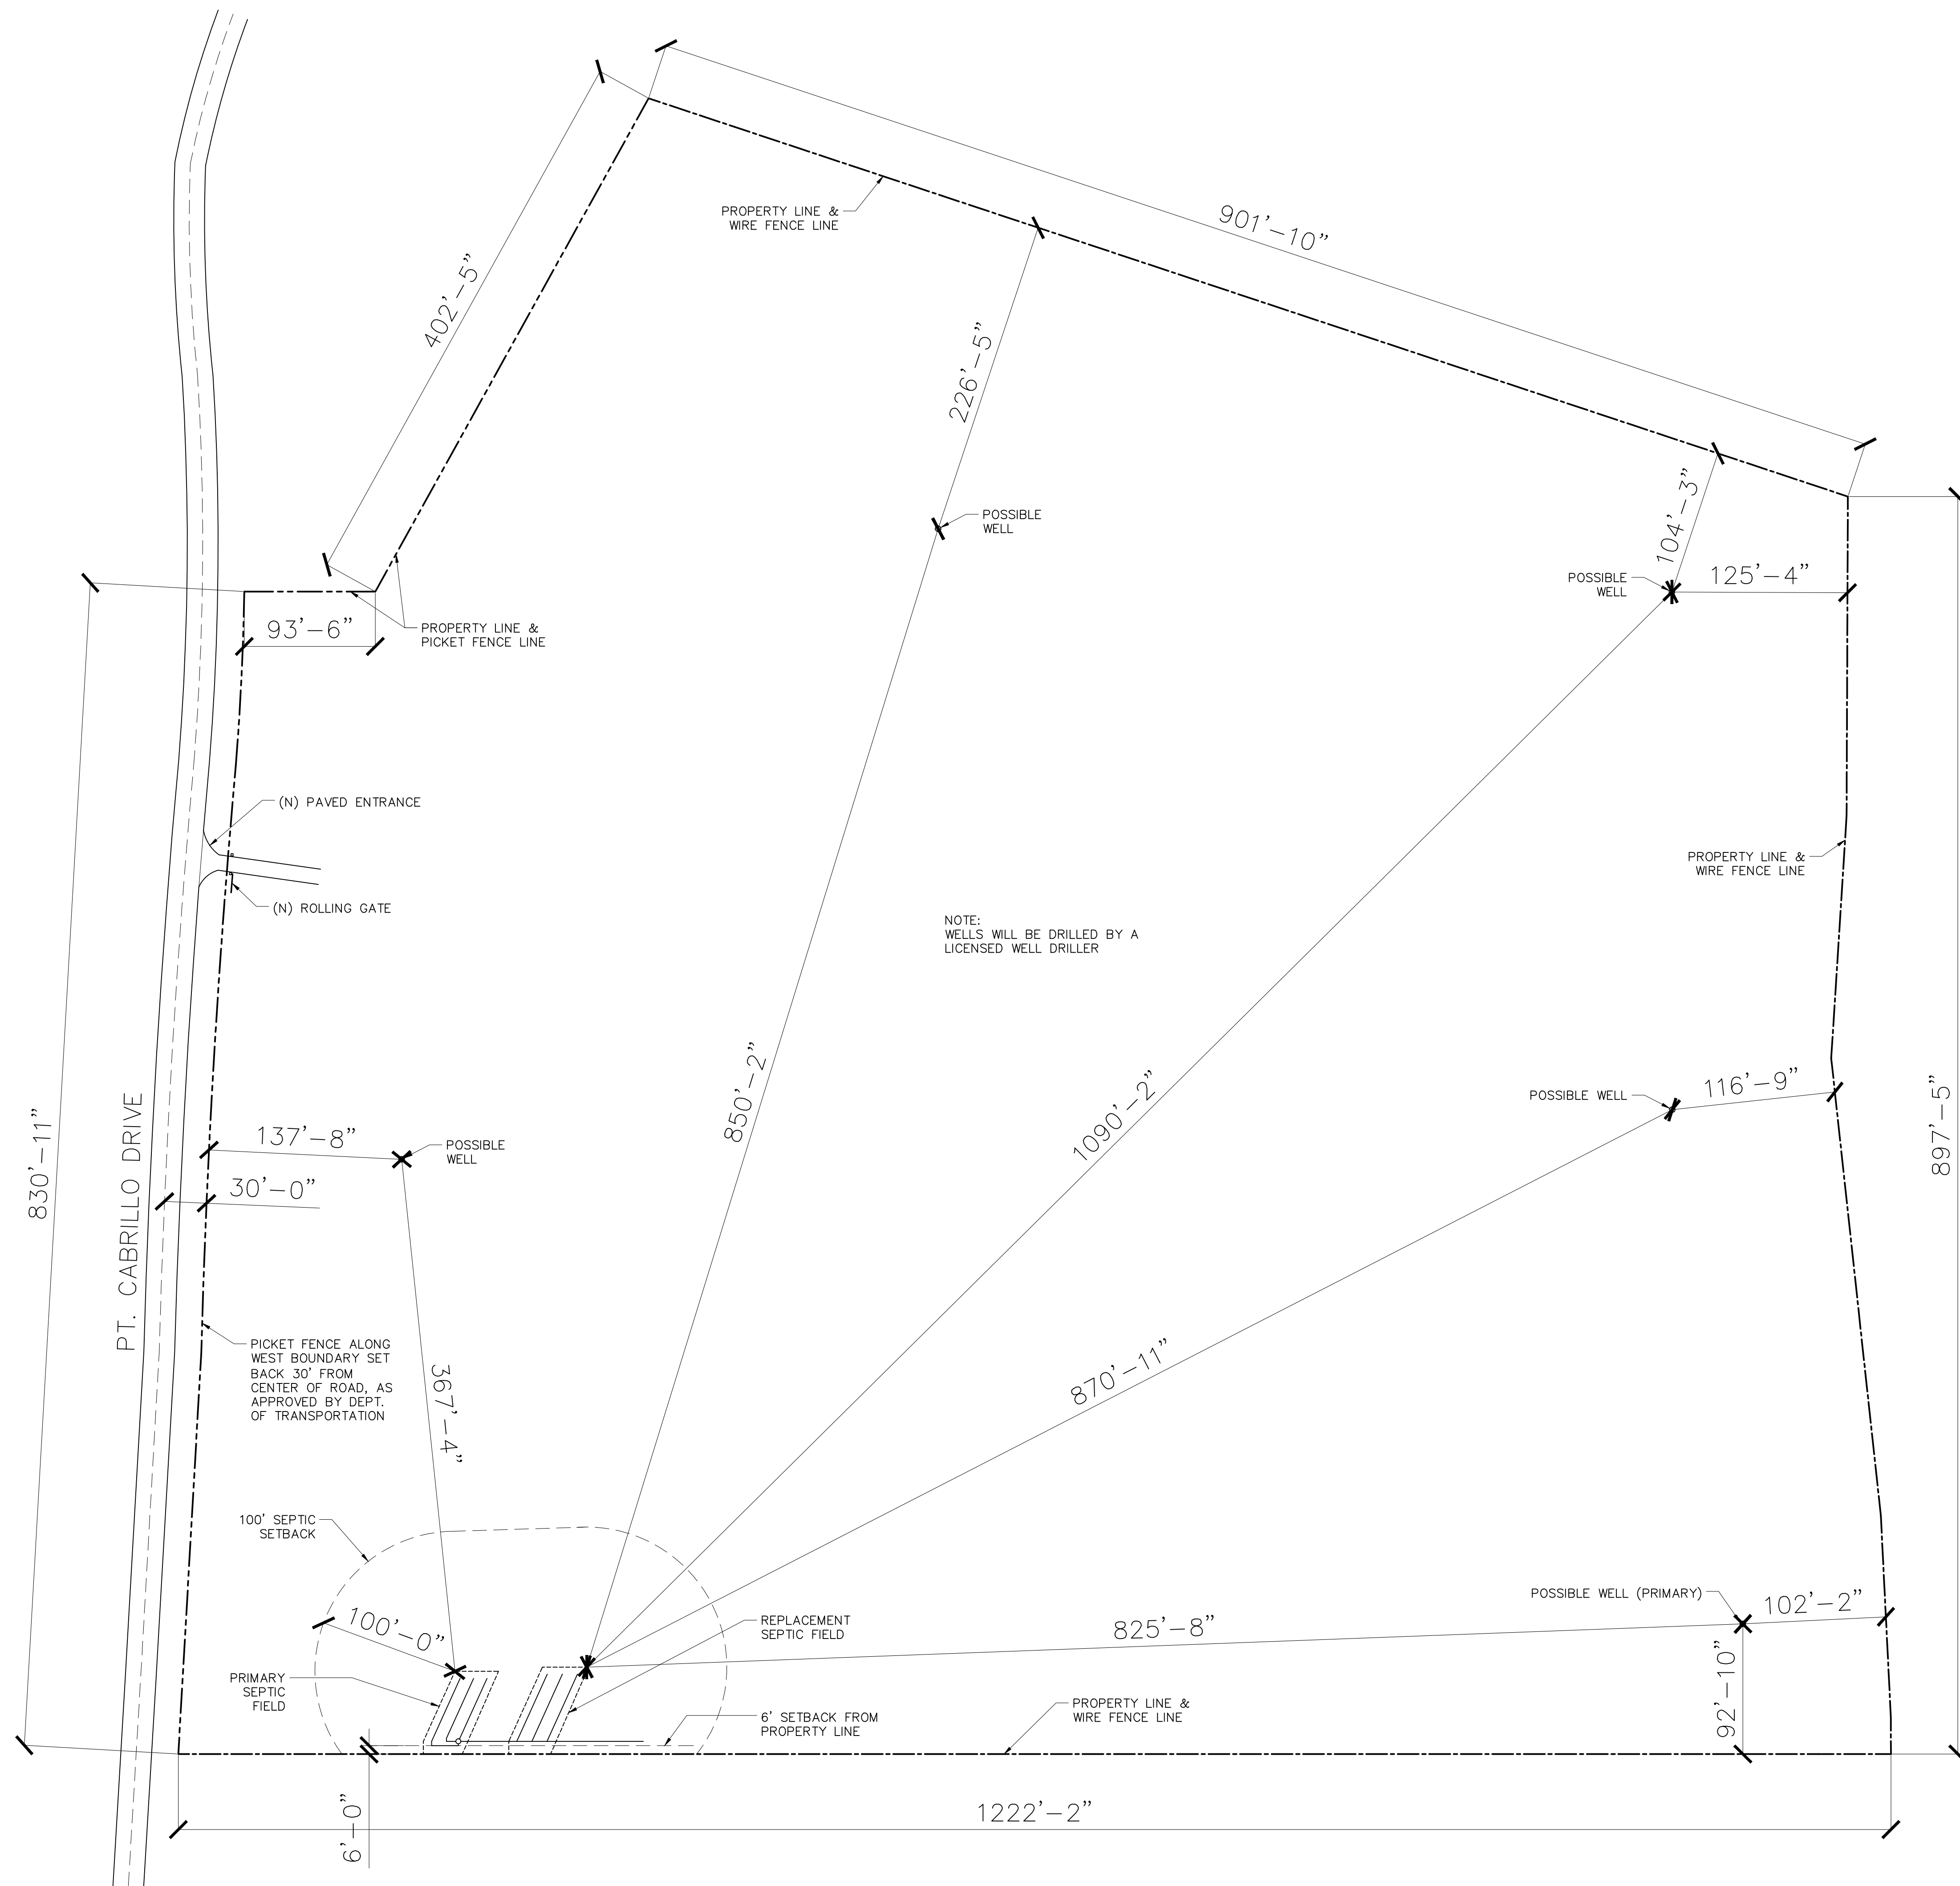 901'-10"
PROPERTY LINE &
WIRE FENCE LINE
402'-5"
226'-5"
104'-3"
POSSIBLE
WELL
POSSIBLE
WELL
125'-4"
93'-6"
PROPERTY LINE &
PICKET FENCE LINE
(N) PAVED ENTRANCE
PROPERTY LINE &
WIRE FENCE LINE
(N) ROLLING GATE
NOTE:
WELLS WILL BE DRILLED BY A
LICENSED WELL DRILLER
850'-2"
1090'-2"
POSSIBLE WELL
116'-9"
897'-5"
830'-11"
PT. CABRILLO DRIVE
137'-8"
POSSIBLE
WELL
30'-0"
PICKET FENCE ALONG
WEST BOUNDARY SET
BACK 30' FROM
CENTER OF ROAD, AS
APPROVED BY DEPT.
OF TRANSPORTATION
367'-4"
870'-11"
100' SEPTIC
SETBACK
POSSIBLE WELL (PRIMARY)
102'-2"
100'-0"
REPLACEMENT
SEPTIC FIELD
825'-8"
92'-10"
PRIMARY
SEPTIC
FIELD
6' SETBACK FROM
PROPERTY LINE
PROPERTY LINE &
WIRE FENCE LINE
6'-0"
1222'-2"